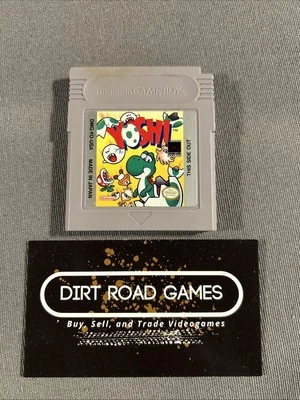 Nintendo GAME BOY
YOSHI
DMG-YO-USA
MADE IN JAPAN
THIS SIDE OUT
Nintendo
DIRT ROAD GAMES
Buy, Sell, and Trade Videogames